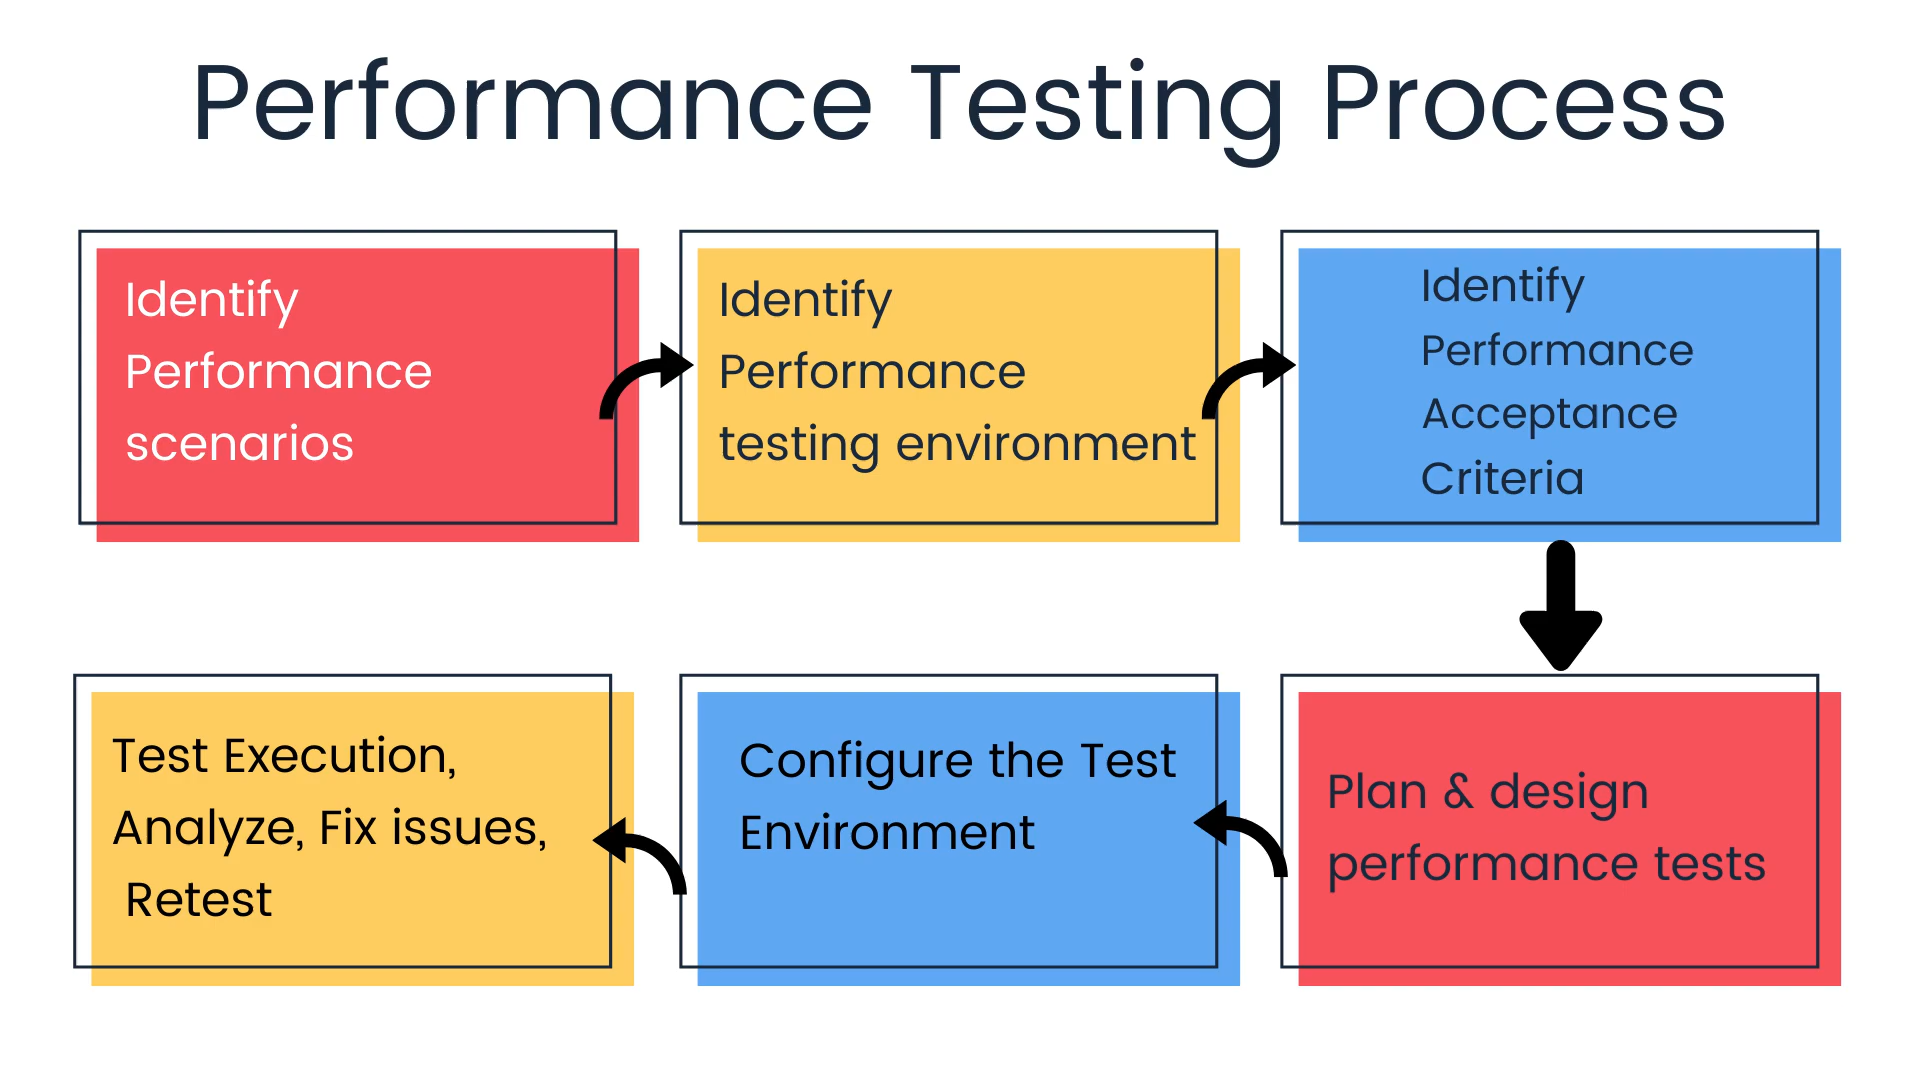 Performance Testing Process
Identify
Performance
scenarios
Identify
Performance
testing environment
Identify
Performance
Acceptance
Criteria
Test Execution,
Analyze, Fix issues,
Retest
Configure the Test
Environment
Plan & design
performance tests